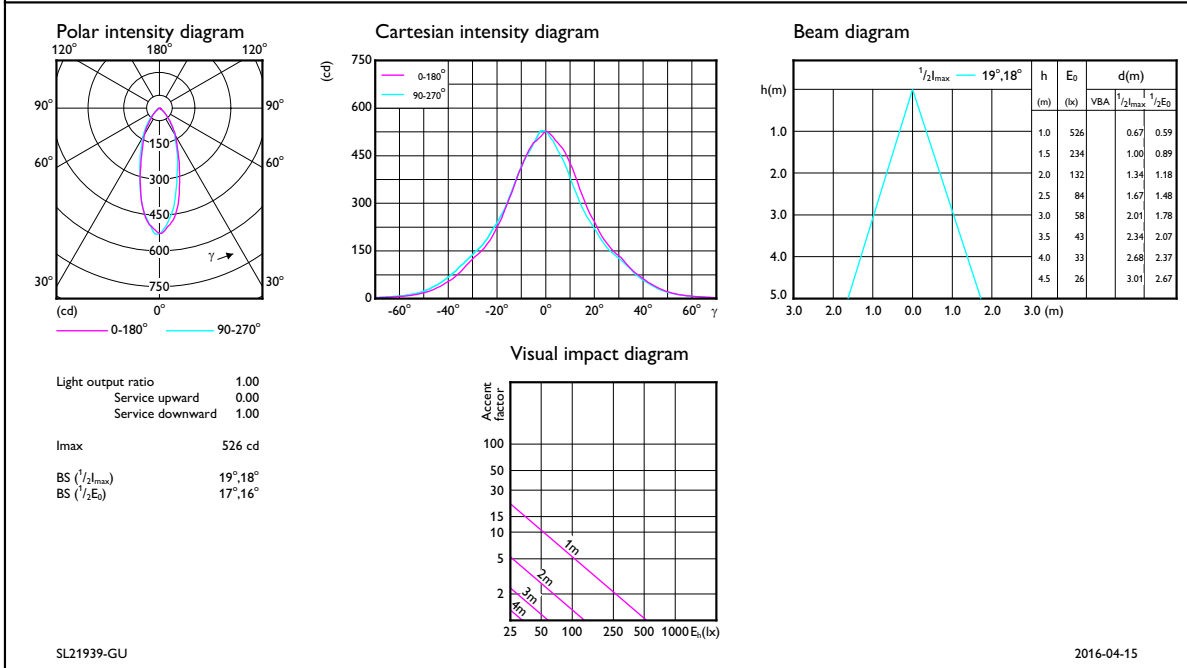 Polar intensity diagram
120° 180° 120°
90° 90°
60° 60°
30° 30°
150
300
450
600
750
γ
(cd) 0°
0-180° 90-270°
Cartesian intensity diagram
(cd)
0-180°
90-270°
750
600
450
300
150
0
-60° -40° -20° 0° 20° 40° 60° γ
Beam diagram
1/2Imax 19°,18°
h(m)
1.0
2.0
3.0
4.0
5.0
3.0 2.0 1.0 0.0 1.0 2.0 3.0 (m)
h E0 d(m)
(m) (lx) VBA 1/2Imax 1/2E0
1.0 526 0.67 0.59
1.5 234 1.00 0.89
2.0 132 1.34 1.18
2.5 84 1.67 1.48
3.0 58 2.01 1.78
3.5 43 2.34 2.07
4.0 33 2.68 2.37
4.5 26 3.01 2.67
Light output ratio 1.00
Service upward 0.00
Service downward 1.00
Imax 526 cd
BS (1/2Imax) 19°,18°
BS (1/2E0) 17°,16°
Visual impact diagram
Accent
factor
100
50
30
15
10
5
2
1m
2m
3m
4m
25 50 100 250 500 1000 Eh(lx)
SL21939-GU 2016-04-15